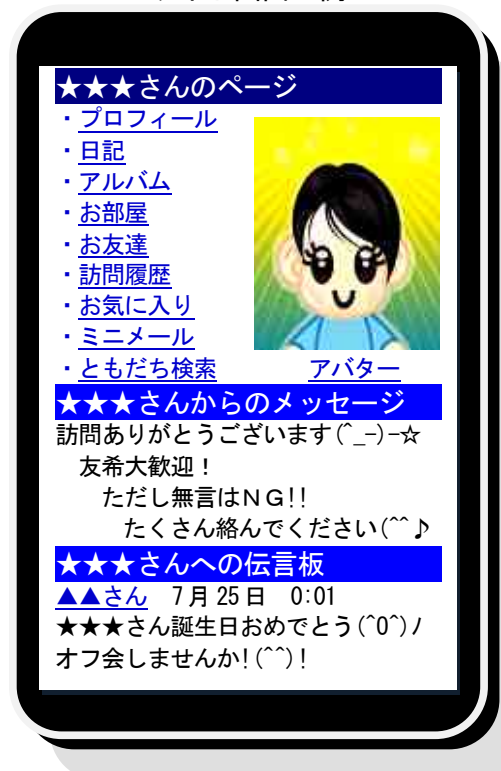 ★★★さんのページ
・プロフィール
・日記
・アルバム
・お部屋
・お友達
・訪問履歴
・お気に入り
・ミニメール
・ともだち検索
アバター
★★★さんからのメッセージ
訪問ありがとうございます(^_-)-☆
友希大歓迎！
ただし無言はＮＧ!!
たくさん絡んでください(^^♪
★★★さんへの伝言板
▲▲さん　7月25日　0:01
★★★さん誕生日おめでとう(^0^)ﾉ
オフ会しませんか!(^^)!